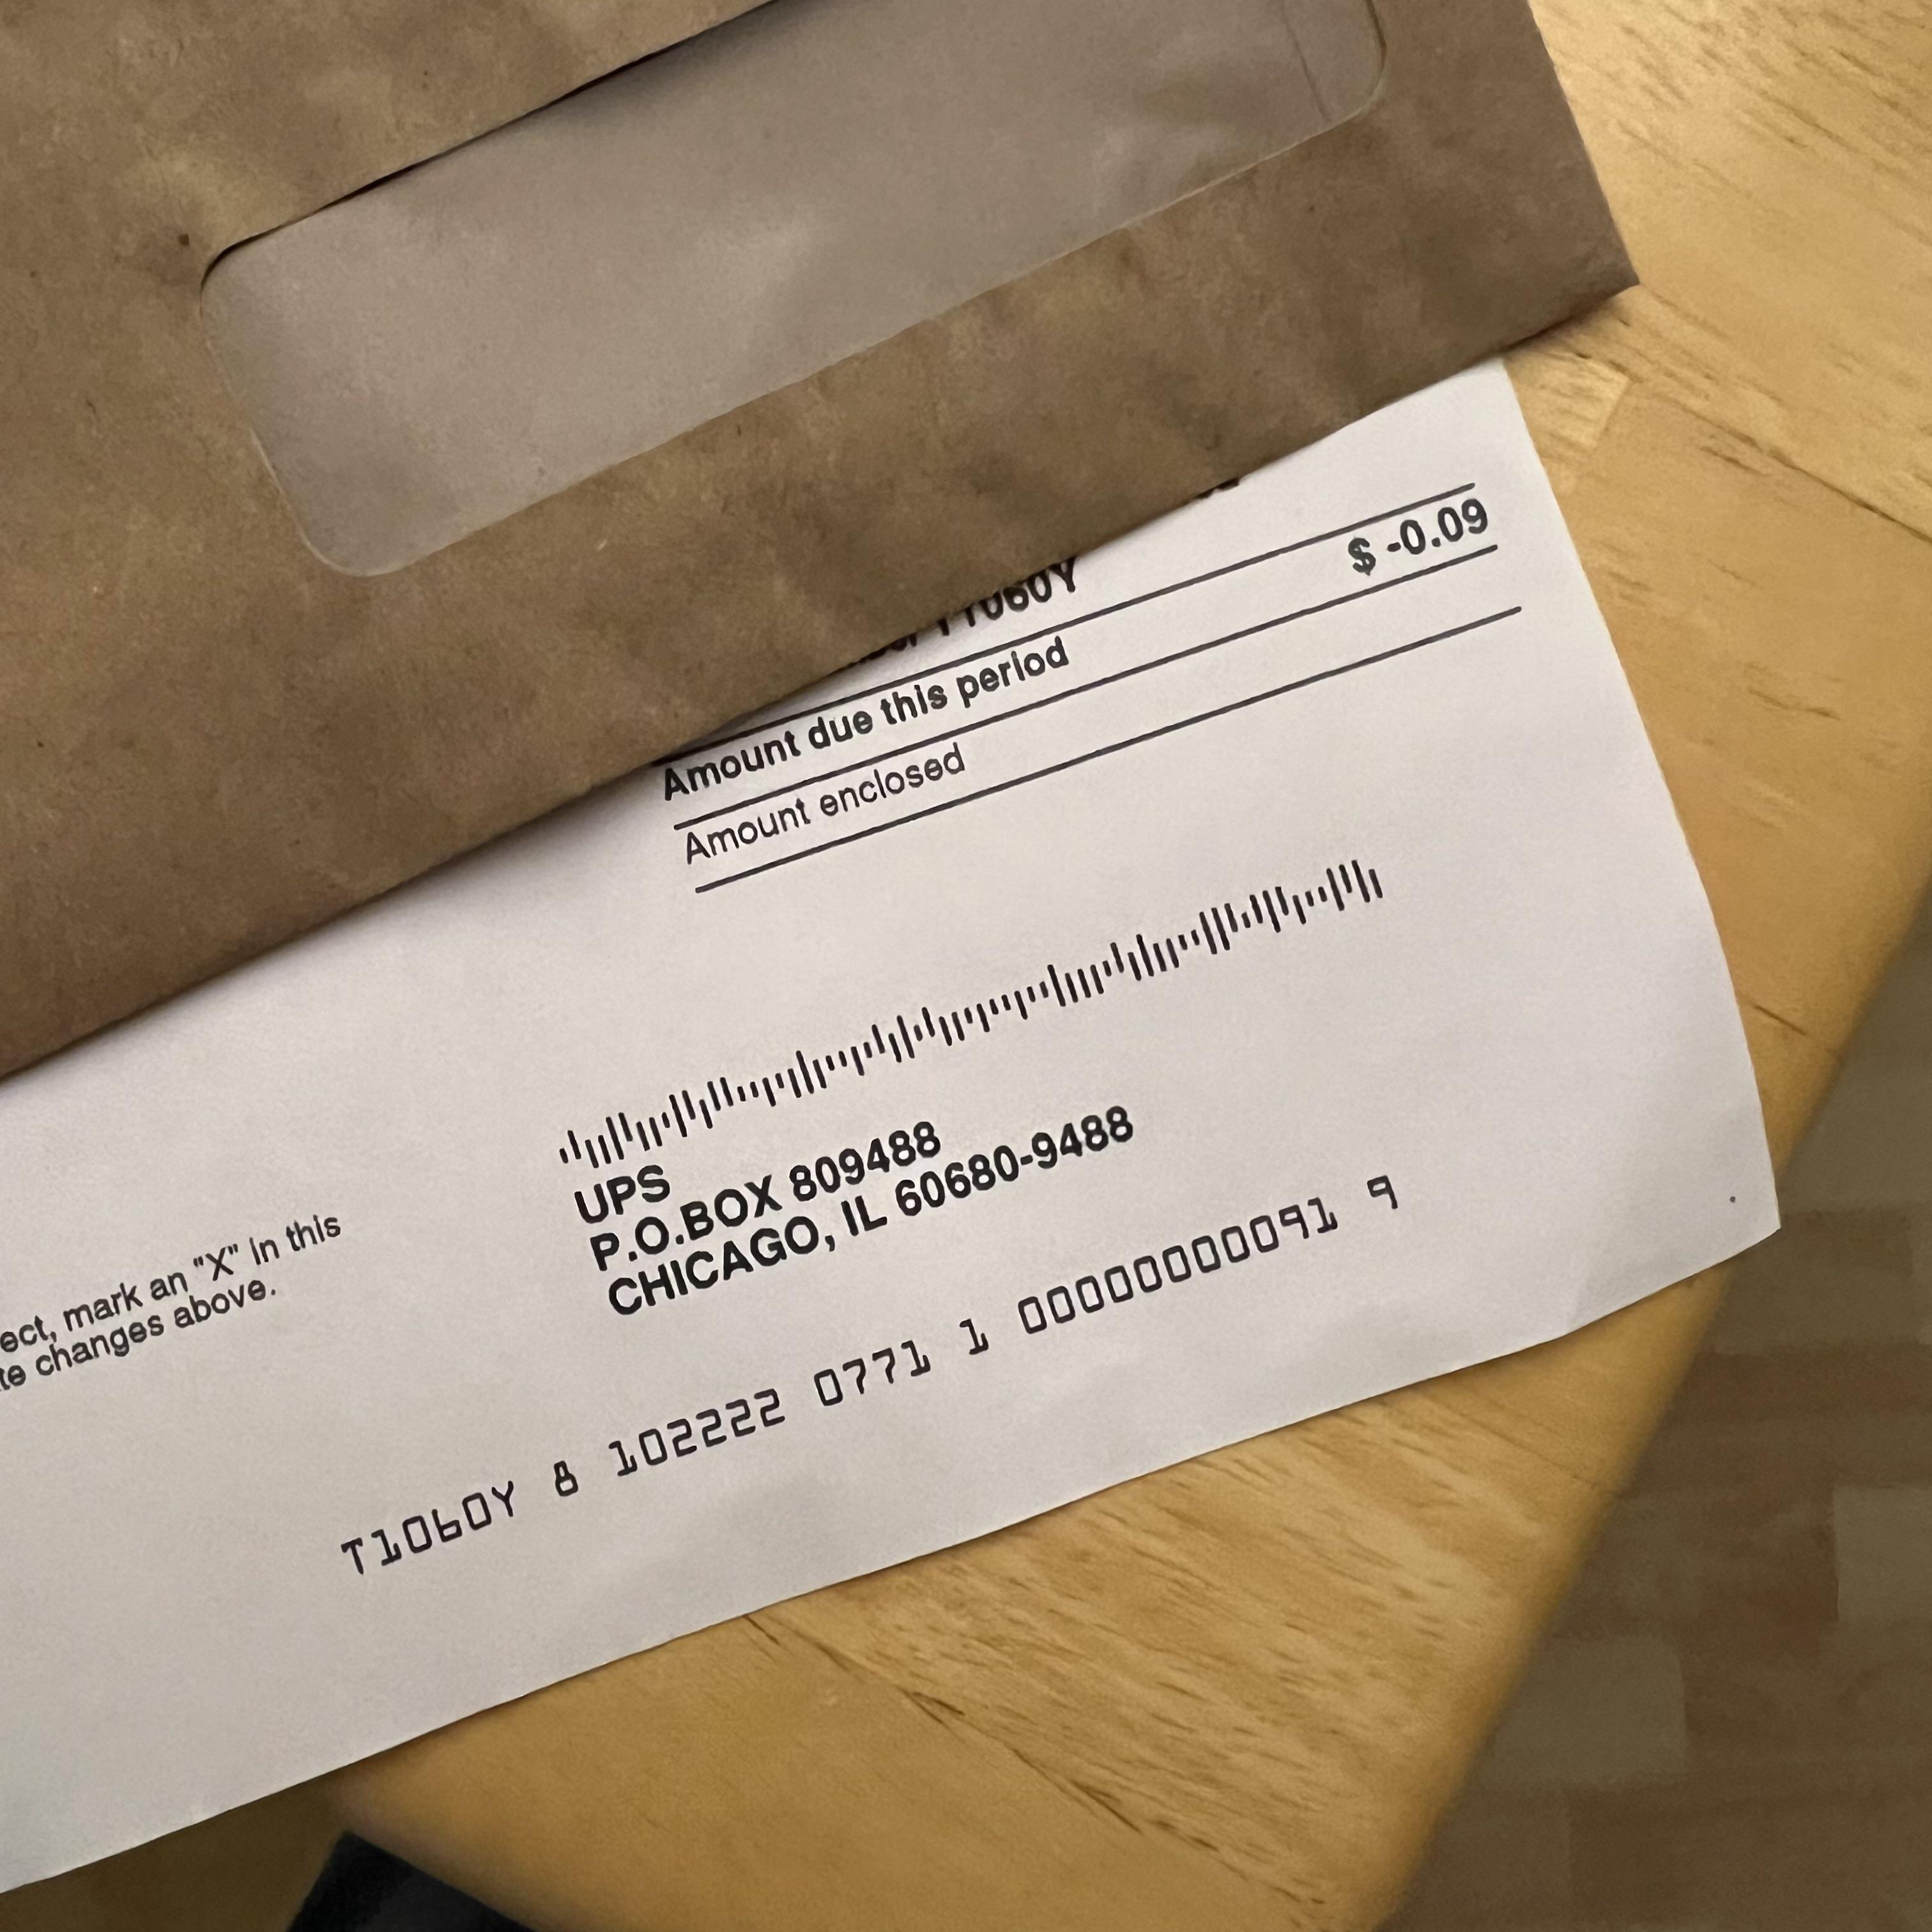 T1060Y
Amount due this period $ -0.09
Amount enclosed
UPS
P.O.BOX 809488
CHICAGO, IL 60680-9488
ect, mark an "X" in this
te changes above.
T1060Y 8 102222 0771 1 00000000091 9